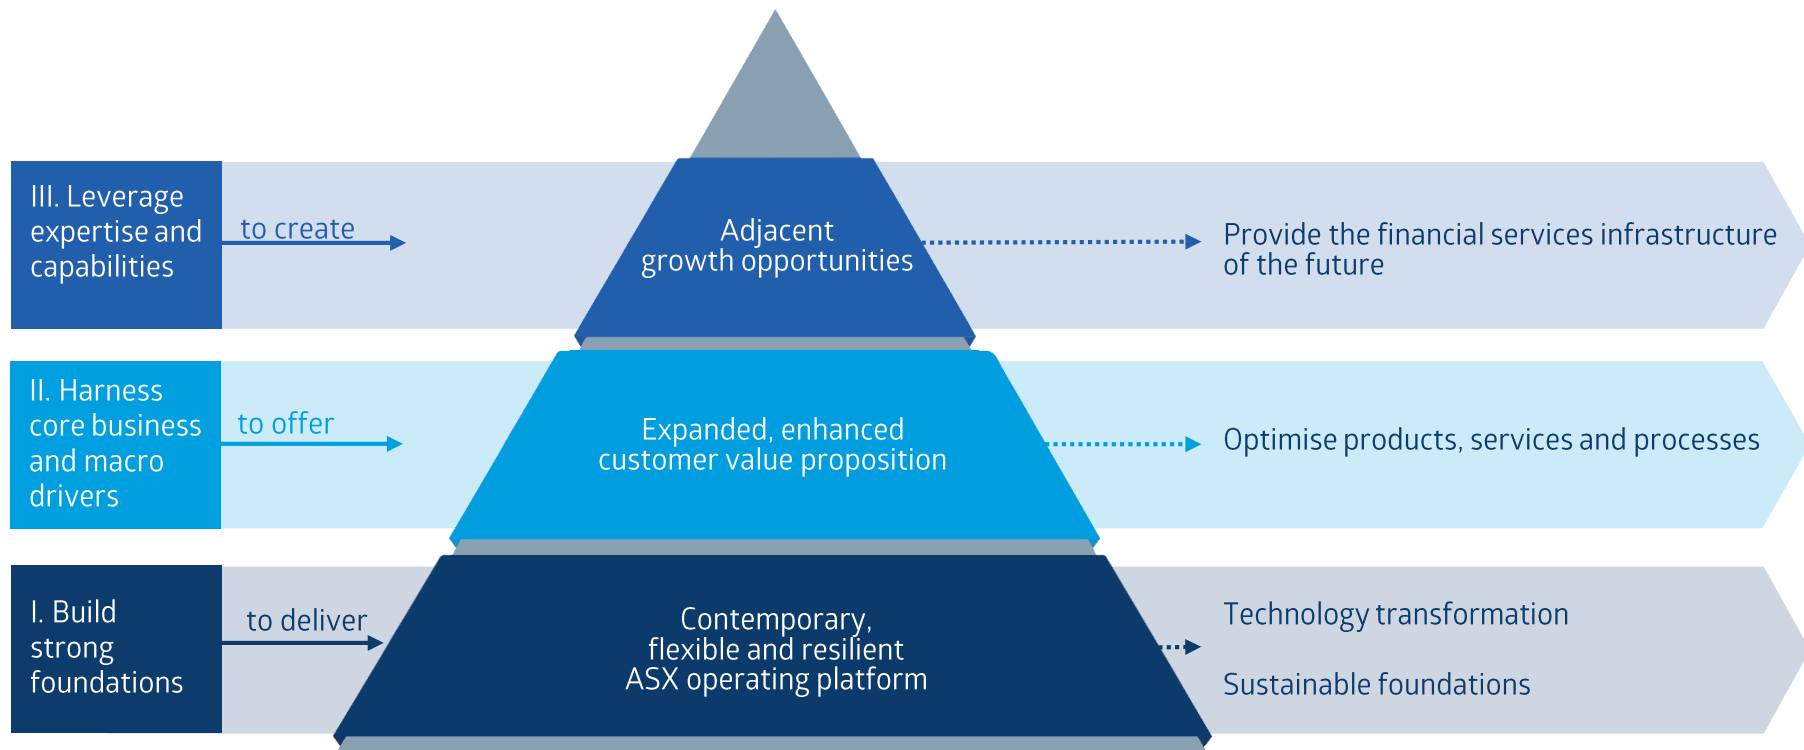 III. Leverage
expertise and
capabilities
to create
Adjacent
growth opportunities
Provide the financial services infrastructure
of the future
II. Harness
core business
and macro
drivers
to offer
Expanded, enhanced
customer value proposition
Optimise products, services and processes
I. Build
strong
foundations
to deliver
Contemporary,
flexible and resilient
ASX operating platform
Technology transformation
Sustainable foundations